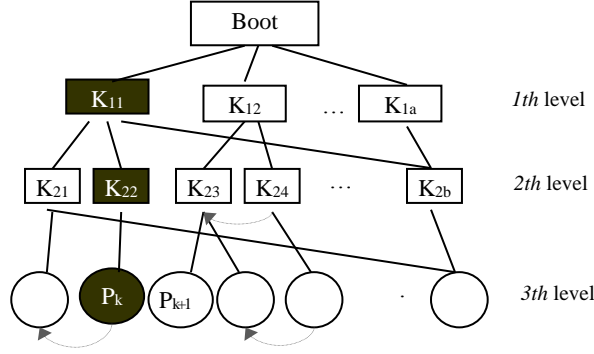 Boot
K11 K12 ... K1a 1th level
K21 K22 K23 K24 ... K2b 2th level
Pk Pk+1 . 3th level